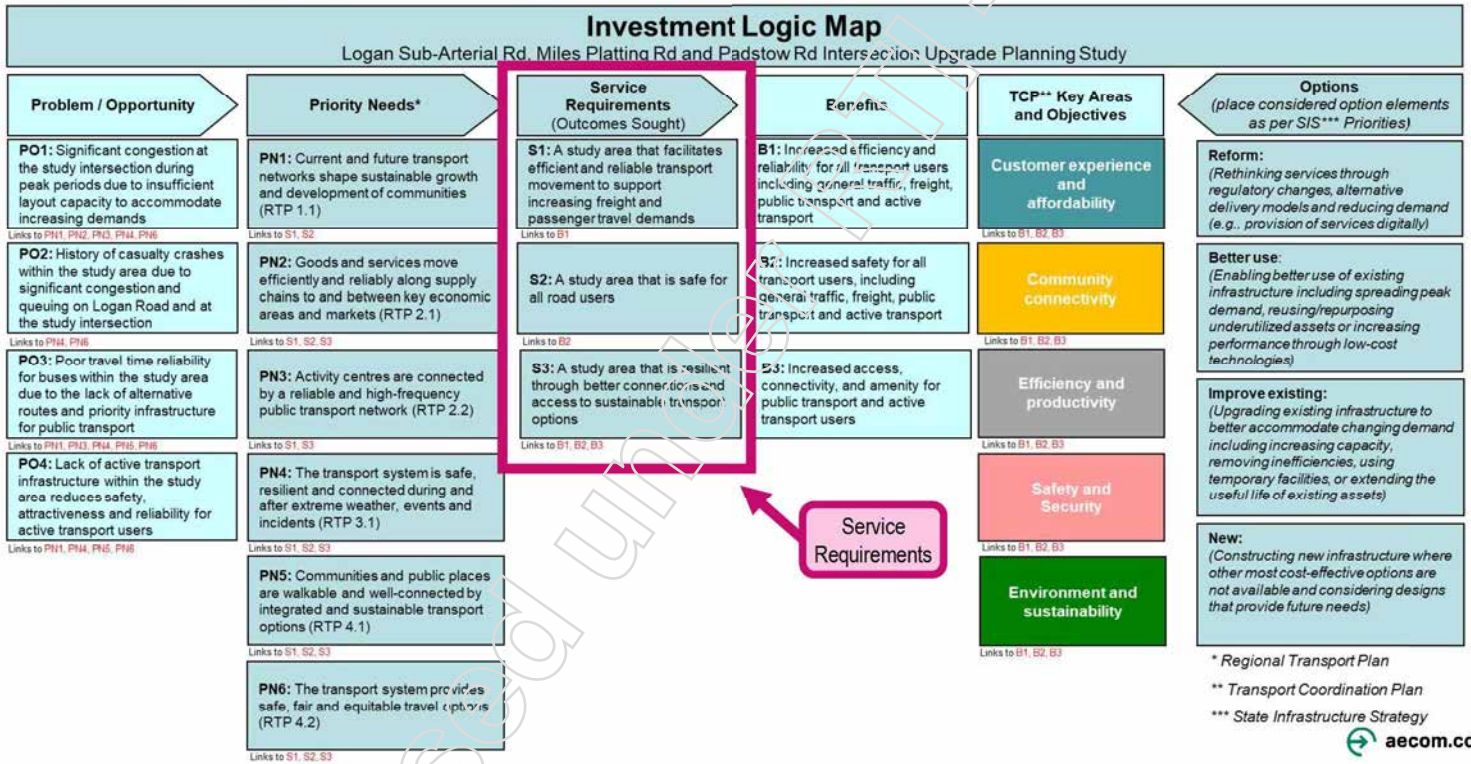 Investment Logic Map
Logan Sub-Arterial Rd, Miles Platting Rd and Padstow Rd Intersection Upgrade Planning Study
Problem / Opportunity
PO1: Significant congestion at
the study intersection during
peak periods due to insufficient
layout capacity to accommodate
increasing demands
Links to PN1, PN2, PN3, PN4, PN6
PO2: History of casualty crashes
within the study area due to
significant congestion and
queuing on Logan Road and at
the study intersection
Links to PN4, PN6
PO3: Poor travel time reliability
for buses within the study area
due to the lack of alternative
routes and priority infrastructure
for public transport
Links to PN1, PN3, PN4, PN5, PN6
PO4: Lack of active transport
infrastructure within the study
area reduces safety,
attractiveness and reliability for
active transport users
Links to PN1, PN4, PN5, PN6
Priority Needs*
PN1: Current and future transport
networks shape sustainable growth
and development of communities
(RTP 1.1)
Links to S1, S2
PN2: Goods and services move
efficiently and reliably along supply
chains to and between key economic
areas and markets (RTP 2.1)
Links to S1, S2, S3
PN3: Activity centres are connected
by a reliable and high-frequency
public transport network (RTP 2.2)
Links to S1, S3
PN4: The transport system is safe,
resilient and connected during and
after extreme weather, events and
incidents (RTP 3.1)
Links to S1, S2, S3
PN5: Communities and public places
are walkable and well-connected by
integrated and sustainable transport
options (RTP 4.1)
Links to S1, S2, S3
PN6: The transport system provides
safe, fair and equitable travel options
(RTP 4.2)
Links to S1, S2, S3
Service
Requirements
(Outcomes Sought)
S1: A study area that facilitates
efficient and reliable transport
movement to support
increasing freight and
passenger travel demands
Links to B1
S2: A study area that is safe for
all road users
Links to B2
S3: A study area that is resilient
through better connections and
access to sustainable transport
options
Links to B1, B2, B3
Service
Requirements
Benefits
B1: Increased efficiency and
reliability for all transport users
including general traffic, freight,
public transport and active
transport
B2: Increased safety for all
transport users, including
general traffic, freight, public
transport and active transport
B3: Increased access,
connectivity, and amenity for
public transport and active
transport users
TCP** Key Areas
and Objectives
Customer experience
and
affordability
Links to B1, B2, B3
Community
connectivity
Links to B1, B2, B3
Efficiency and
productivity
Links to B1, B2, B3
Safety and
Security
Links to B1, B2, B3
Environment and
sustainability
Links to B1, B2, B3
Options
(place considered option elements
as per SIS*** Priorities)
Reform:
(Rethinking services through
regulatory changes, alternative
delivery models and reducing demand
(e.g., provision of services digitally)
Better use:
(Enabling better use of existing
infrastructure including spreading peak
demand, reusing/repurposing
underutilized assets or increasing
performance through low-cost
technologies)
Improve existing:
(Upgrading existing infrastructure to
better accommodate changing demand
including increasing capacity,
removing inefficiencies, using
temporary facilities, or extending the
useful life of existing assets)
New:
(Constructing new infrastructure where
other most cost-effective options are
not available and considering designs
that provide future needs)
* Regional Transport Plan
** Transport Coordination Plan
*** State Infrastructure Strategy
aecom.co
sed under